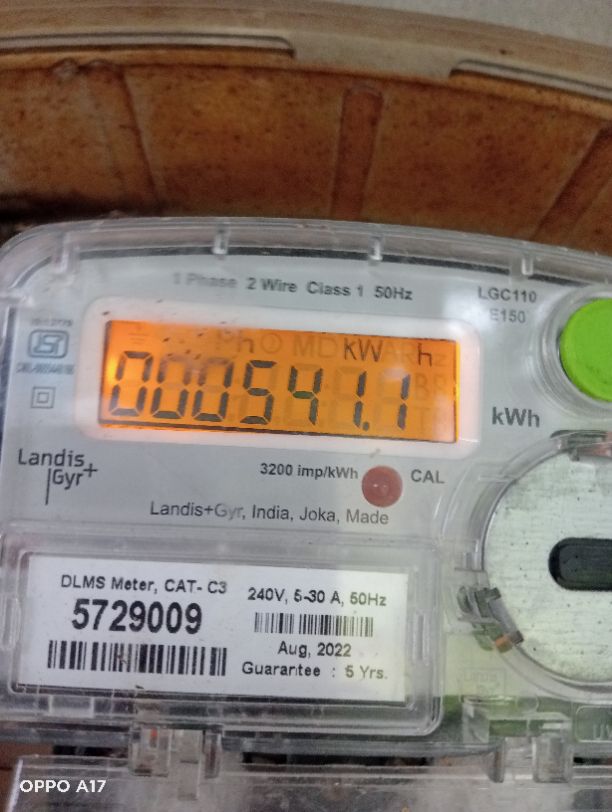 1 Phase 2 Wire Class 1 50Hz
LGC110
E150
ISI
kW h
000541.1
kWh
Landis
Gyr+
3200 imp/kWh
CAL
Landis+Gyr, India, Joka, Made
DLMS Meter, CAT- C3
5729009
240V, 5-30 A, 50Hz
Aug, 2022
Guarantee : 5 Yrs.
OPPO A17